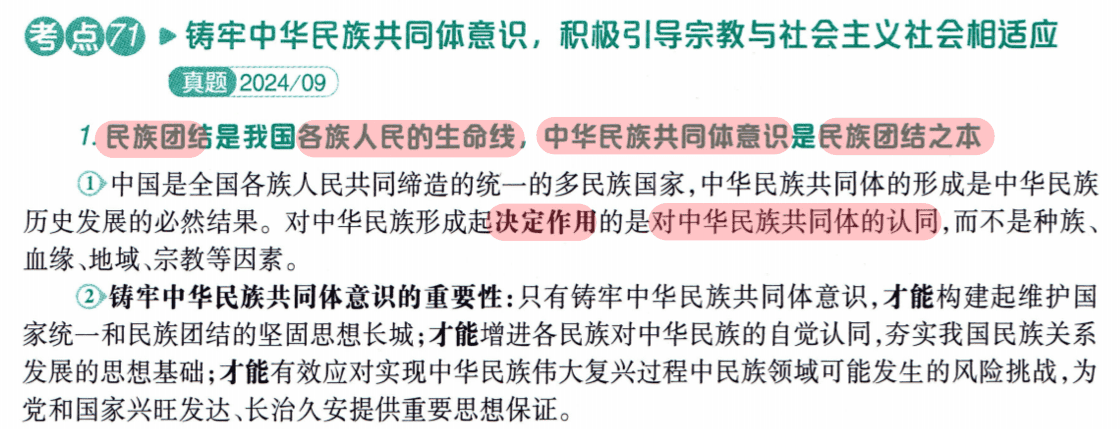 考点71 ▶ 铸牢中华民族共同体意识，积极引导宗教与社会主义社会相适应
真题 2024/09
1. 民族团结是我国各族人民的生命线，中华民族共同体意识是民族团结之本
① 中国是全国各族人民共同缔造的统一的多民族国家，中华民族共同体的形成是中华民族
历史发展的必然结果。对中华民族形成起决定作用的是对中华民族共同体的认同，而不是种族、
血缘、地域、宗教等因素。
② 铸牢中华民族共同体意识的重要性：只有铸牢中华民族共同体意识，才能构建起维护国
家统一和民族团结的坚固思想长城；才能增进各民族对中华民族的自觉认同，夯实我国民族关系
发展的思想基础；才能有效应对实现中华民族伟大复兴过程中民族领域可能发生的风险挑战，为
党和国家兴旺发达、长治久安提供重要思想保证。